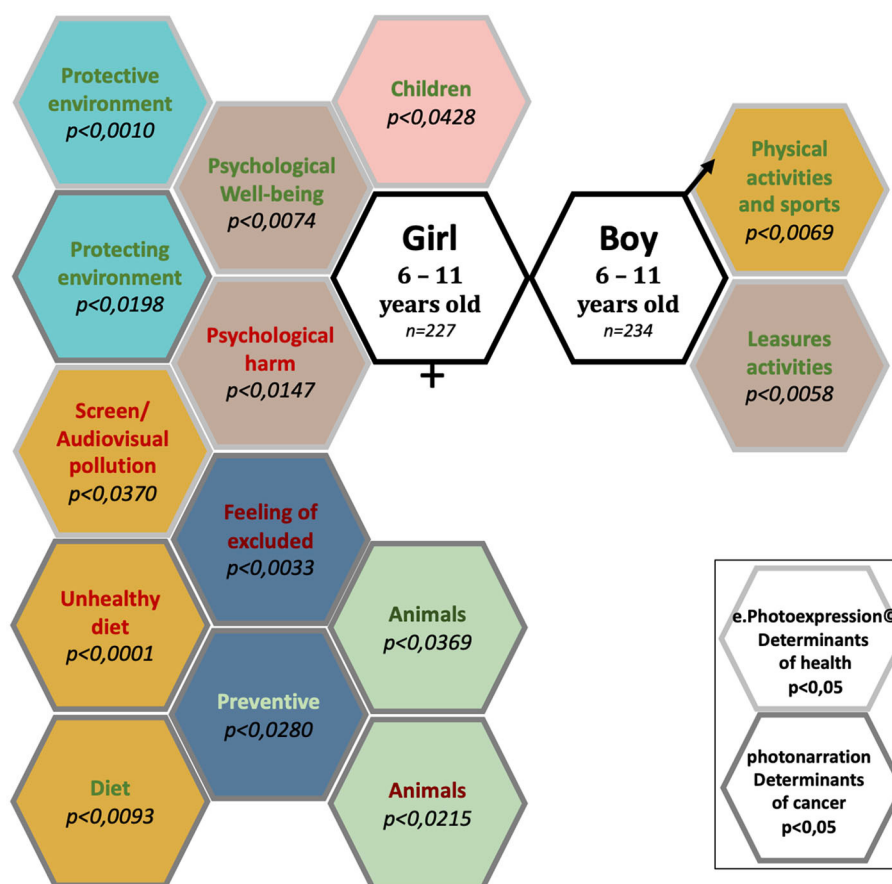 Protective
environment
p<0,0010
Children
p<0,0428
Psychological
Well-being
p<0,0074
Physical
activities
and sports
p<0,0069
Girl
6 – 11
years old
n=227
+
Boy
6 – 11
years old
n=234
Protecting
environment
p<0,0198
Psychological
harm
p<0,0147
Leasures
activities
p<0,0058
Screen/
Audiovisual
pollution
p<0,0370
Feeling of
excluded
p<0,0033
Unhealthy
diet
p<0,0001
Animals
p<0,0369
Preventive
p<0,0280
Diet
p<0,0093
Animals
p<0,0215
e.Photoexpression©
Determinants
of health
p<0,05
photonarration
Determinants
of cancer
p<0,05